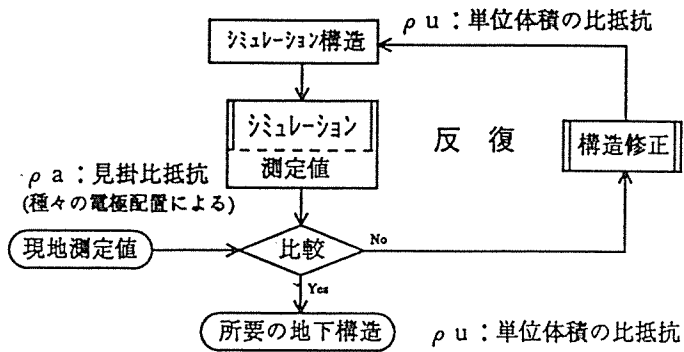 ρu:単位体積の比抵抗
シミュレーション構造
シミュレーション
測定値
反 復
構造修正
ρa:見掛比抵抗
(種々の電極配置による)
現地測定値
比較
No
Yes
所要の地下構造
ρu:単位体積の比抵抗